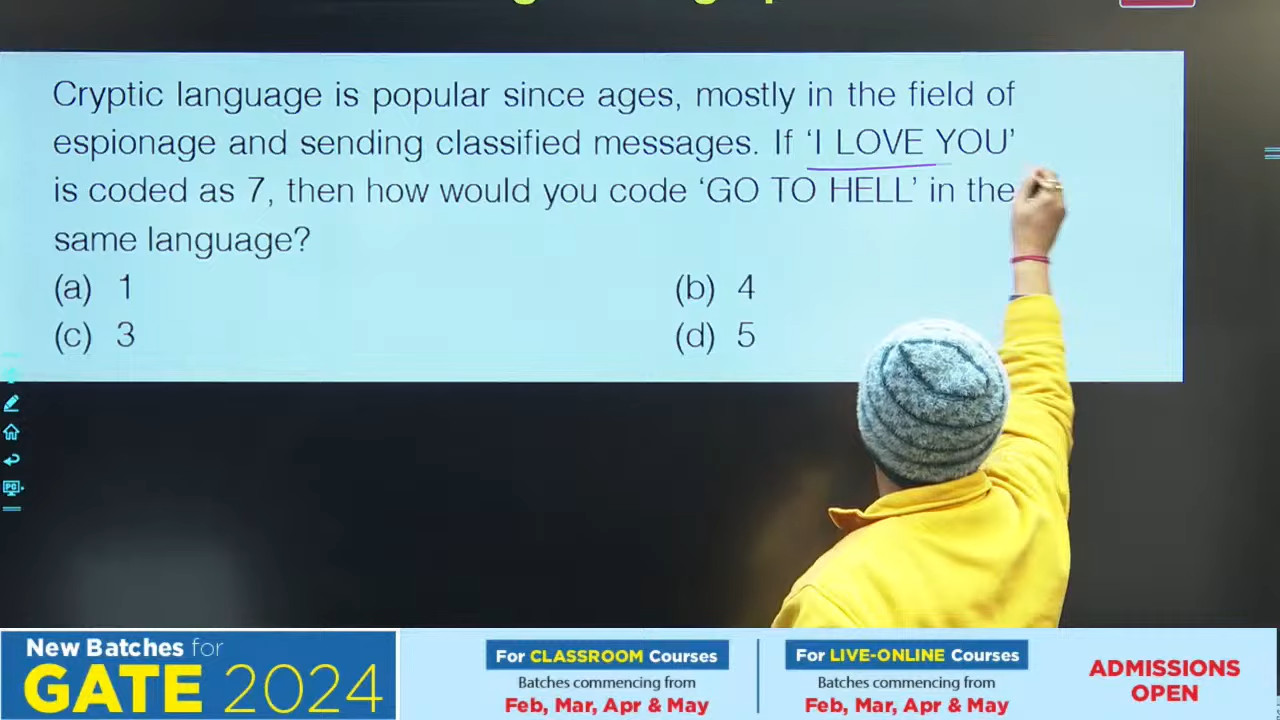 Cryptic language is popular since ages, mostly in the field of
espionage and sending classified messages. If ‘I LOVE YOU’
is coded as 7, then how would you code ‘GO TO HELL’ in the
same language?
(a) 1
(b) 4
(c) 3
(d) 5
PC
New Batches for
GATE 2024
For CLASSROOM Courses
Batches commencing from
Feb, Mar, Apr & May
For LIVE-ONLINE Courses
Batches commencing from
Feb, Mar, Apr & May
ADMISSIONS
OPEN